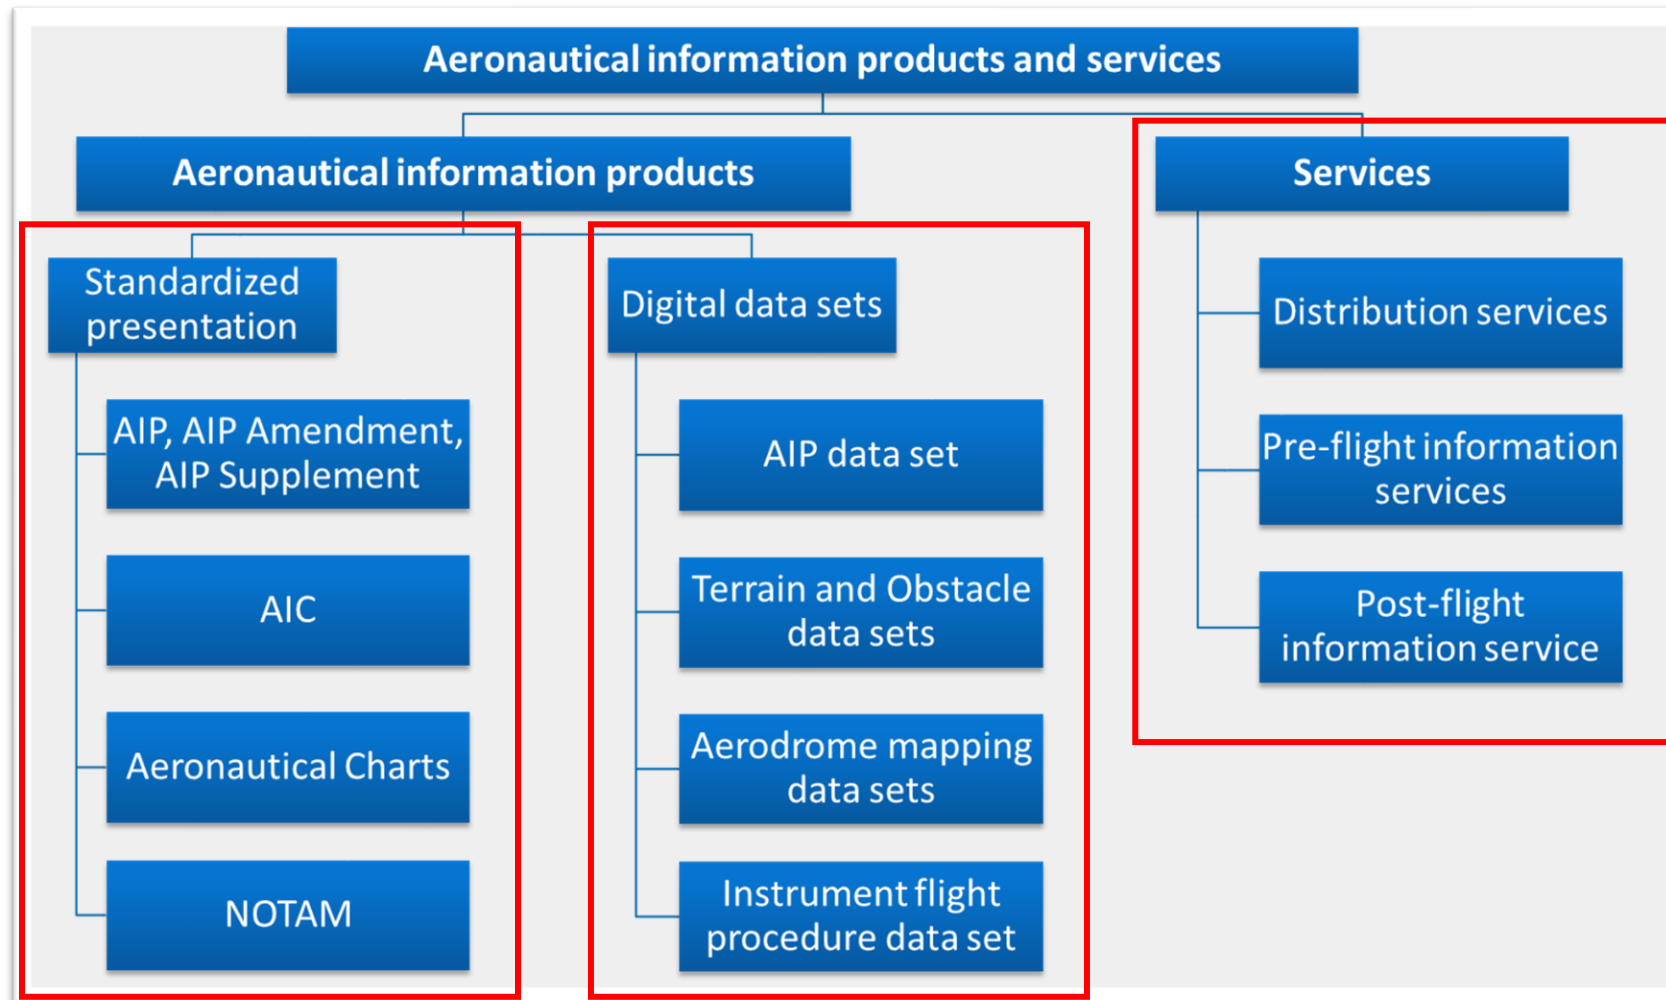 Aeronautical information products and services
Aeronautical information products
Services
Standardized
presentation
AIP, AIP Amendment,
AIP Supplement
AIC
Aeronautical Charts
NOTAM
Digital data sets
AIP data set
Terrain and Obstacle
data sets
Aerodrome mapping
data sets
Instrument flight
procedure data set
Distribution services
Pre-flight information
services
Post-flight
information service